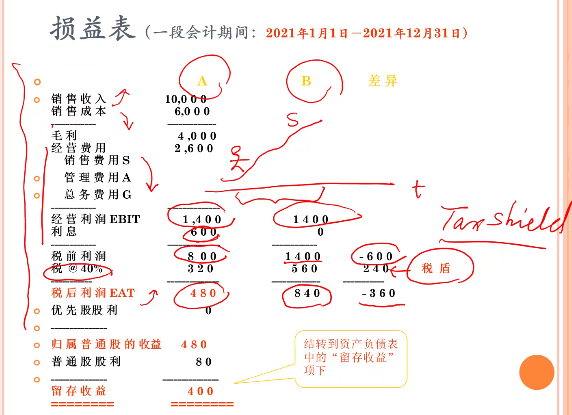 损益表（一段会计期间：2021年1月1日－2021年12月31日）
A B 差异
销售收入 10,000
销售成本 6,000
毛利 4,000
经营费用 2,600
销售费用S
管理费用A
总务费用G
经营利润EBIT 1,400 1400
利息 600 0
税前利润 800 1400 -600
税@40% 320 560 240 税盾
税后利润EAT 480 840 -360
优先股股利 0
归属普通股的收益 480
普通股股利 80
留存收益 400
结转到资产负债表
中的“留存收益”
项下
S
t
Tax shield